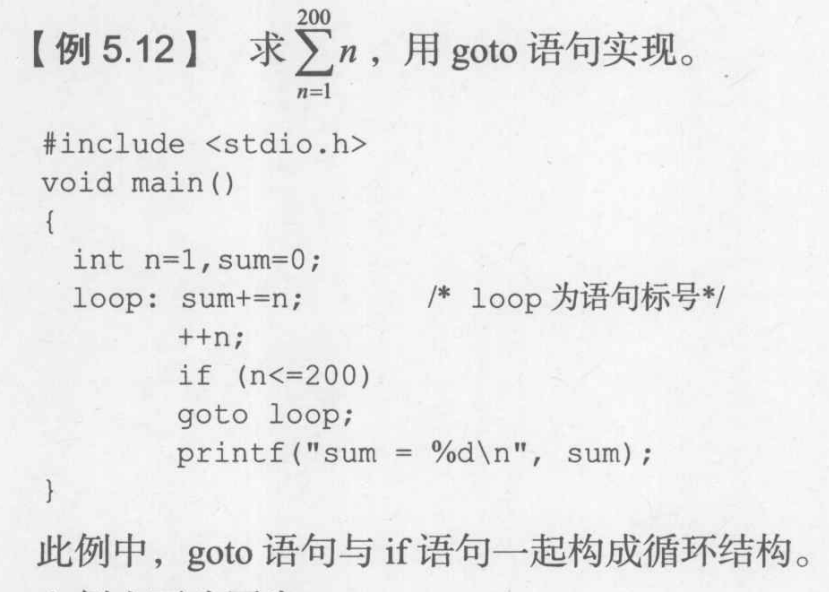 【例 5.12】 求 200∑n=1 n ，用 goto 语句实现。
#include <stdio.h>
void main()
{
int n=1,sum=0;
loop: sum+=n; /* loop 为语句标号*/
++n;
if (n<=200)
goto loop;
printf("sum = %d\n", sum);
}
此例中，goto 语句与 if 语句一起构成循环结构。